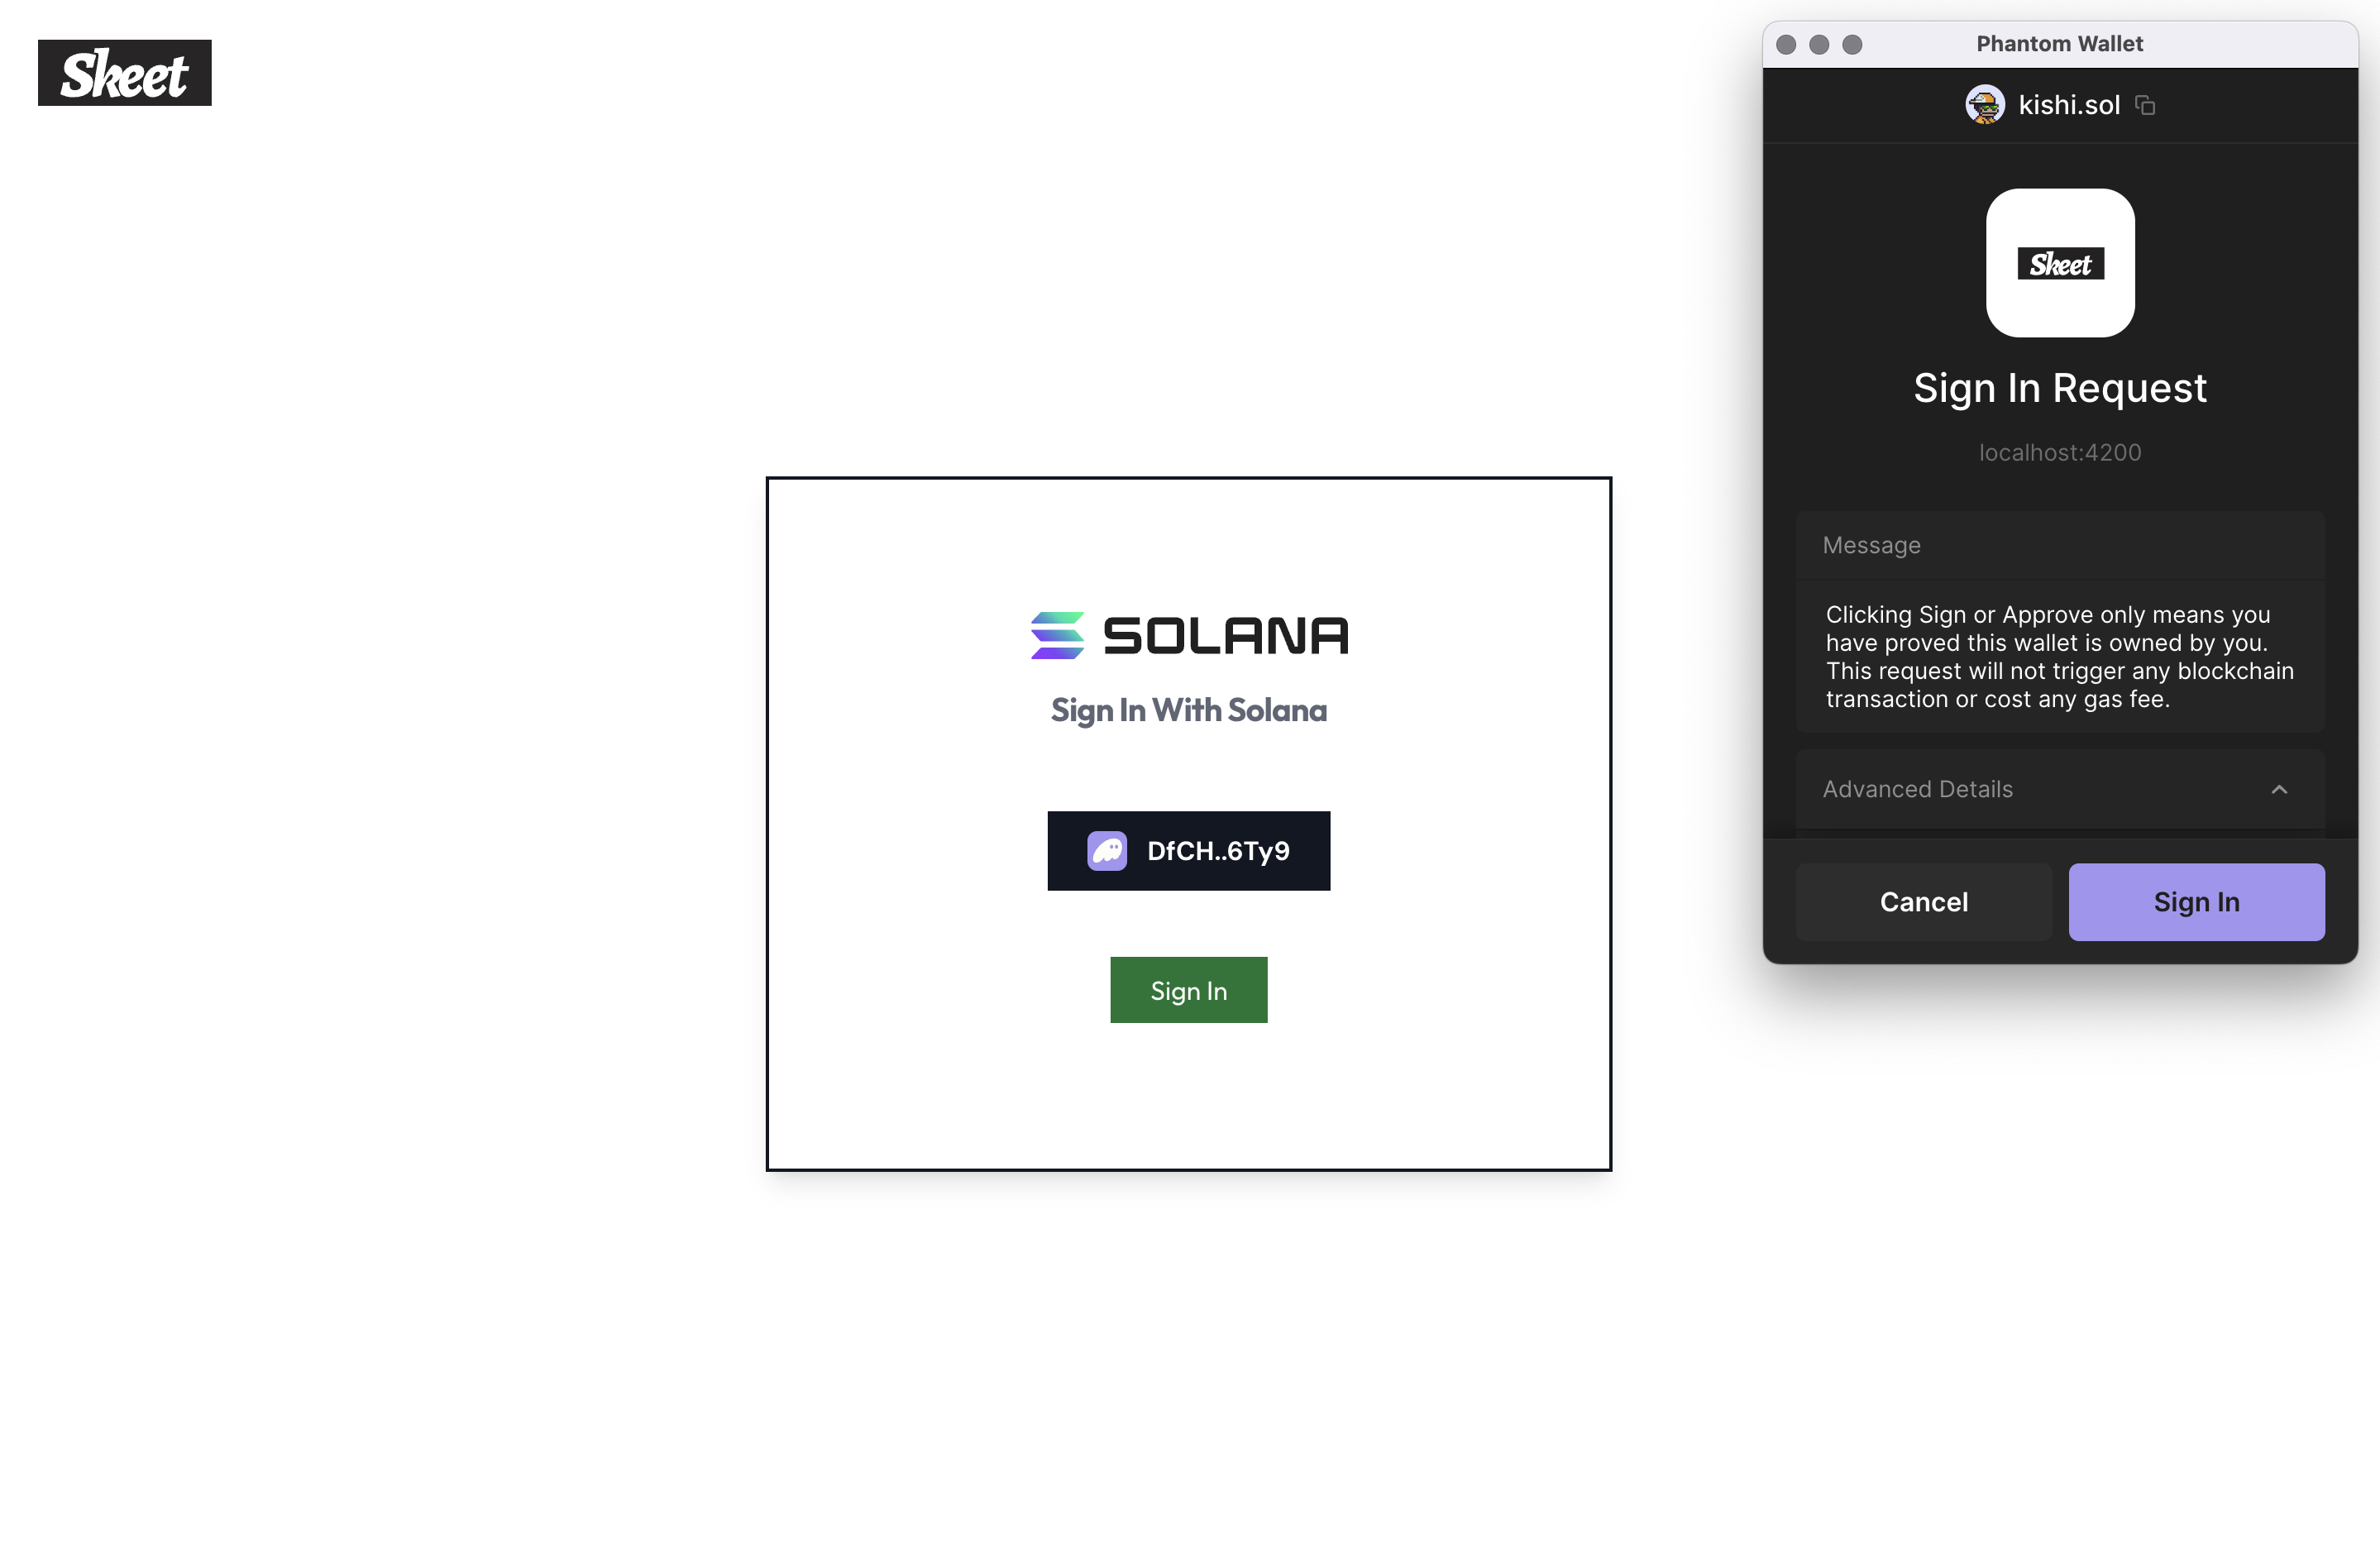 Skeet
SOLANA
Sign In With Solana
DfCH..6Ty9
Sign In
Phantom Wallet
kishi.sol
Skeet
Sign In Request
localhost:4200
Message
Clicking Sign or Approve only means you
have proved this wallet is owned by you.
This request will not trigger any blockchain
transaction or cost any gas fee.
Advanced Details
Cancel
Sign In